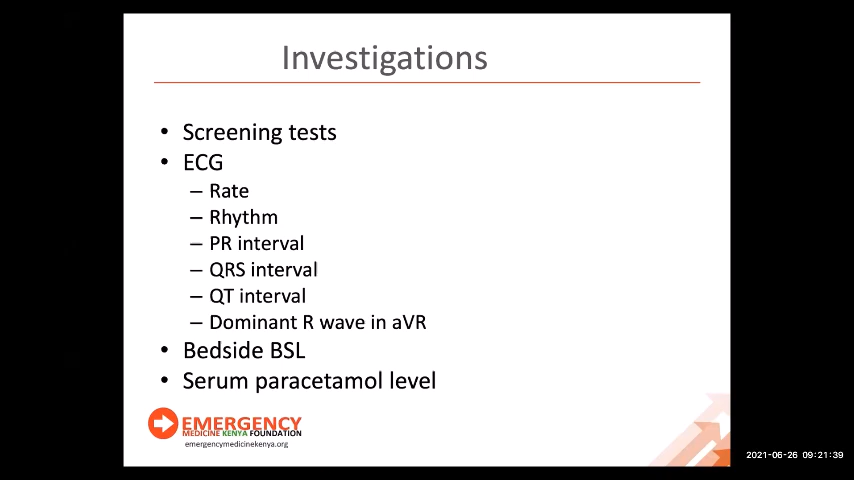 Investigations
• Screening tests
• ECG
– Rate
– Rhythm
– PR interval
– QRS interval
– QT interval
– Dominant R wave in aVR
• Bedside BSL
• Serum paracetamol level
EMERGENCY
MEDICINE KENYA FOUNDATION
emergencymedicinekenya.org
2021-06-26 09:21:39